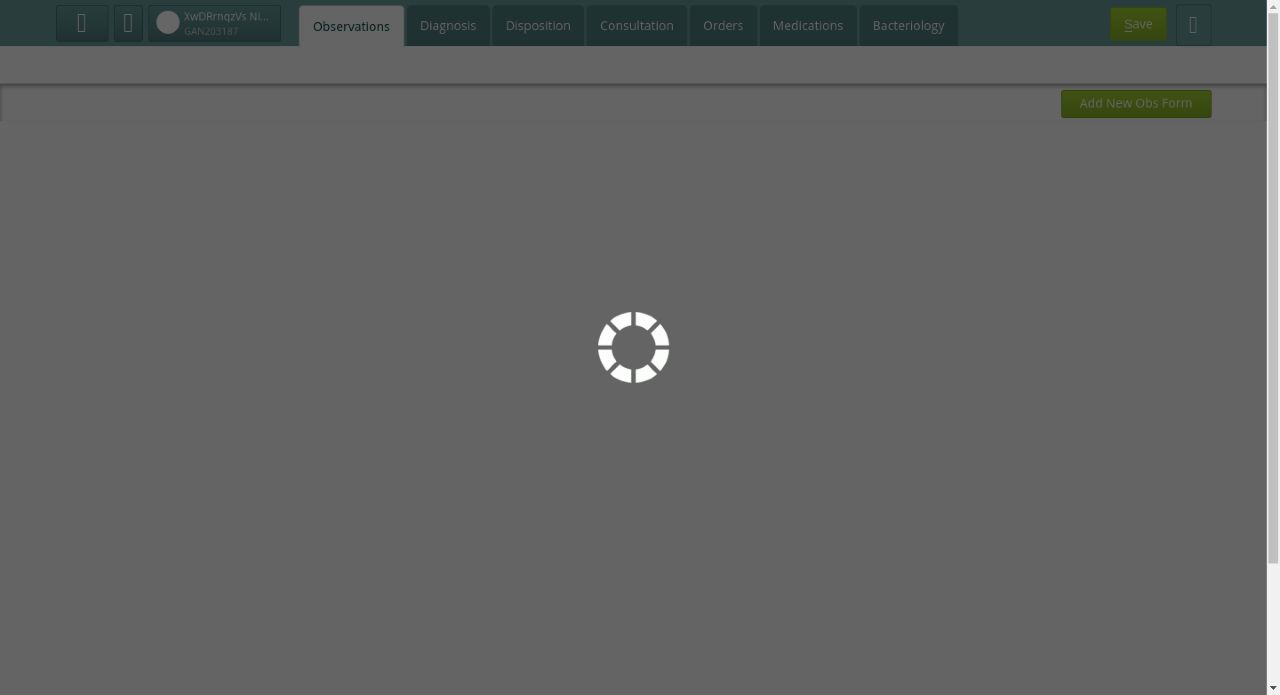 XwDRrnqzVs Ni...
GAN203187
Observations
Diagnosis
Disposition
Consultation
Orders
Medications
Bacteriology
Save
Add New Obs Form